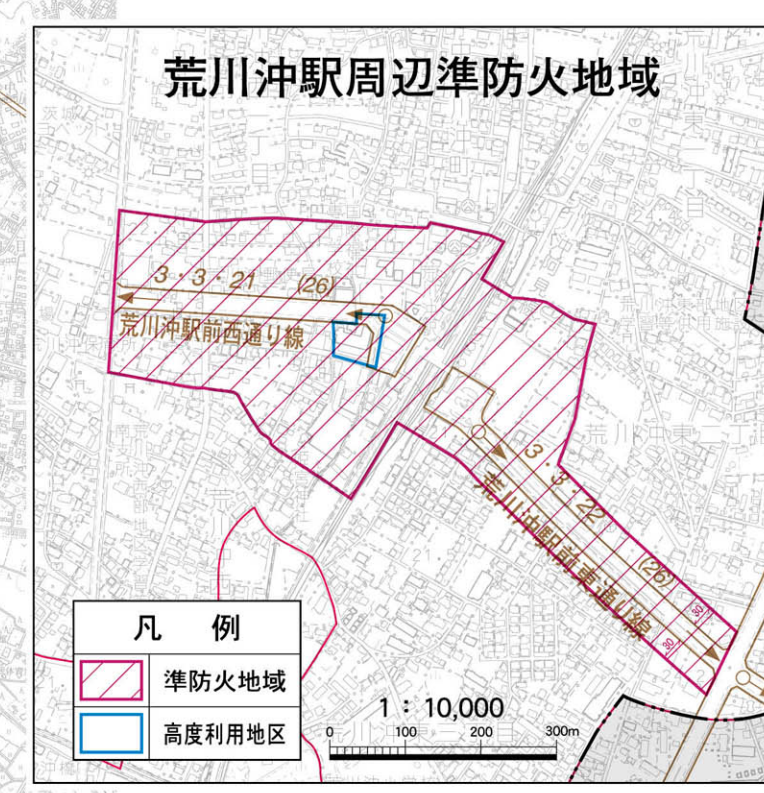 荒川沖駅周辺準防火地域
3・3・21 (26)
荒川沖駅前西通り線
3・3・22 (26)
荒川沖駅前東通り線
30
30
凡 例
準防火地域
高度利用地区
1：10,000
0 100 200 300m